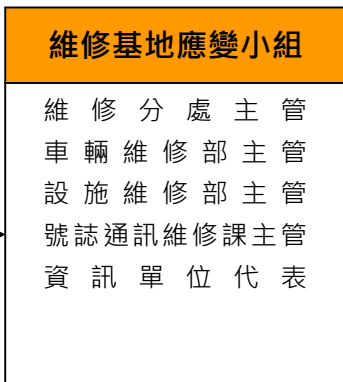 維修基地應變小組
維修分處主管
車輛維修部主管
設施維修部主管
號誌通訊維修課主管
資訊單位代表